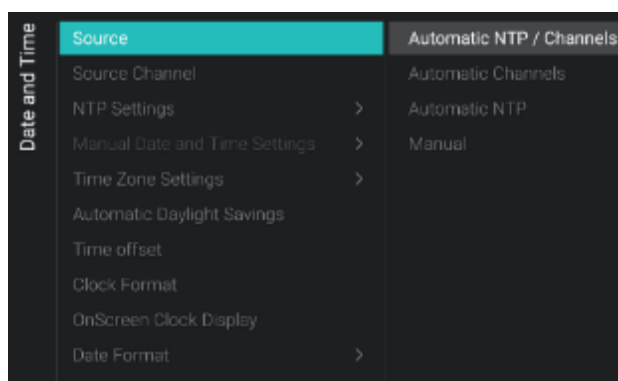 Date and Time
Source
Source Channel
NTP Settings
Manual Date and Time Settings
Time Zone Settings
Automatic Daylight Savings
Time offset
Clock Format
OnScreen Clock Display
Date Format
Automatic NTP / Channels
Automatic Channels
Automatic NTP
Manual